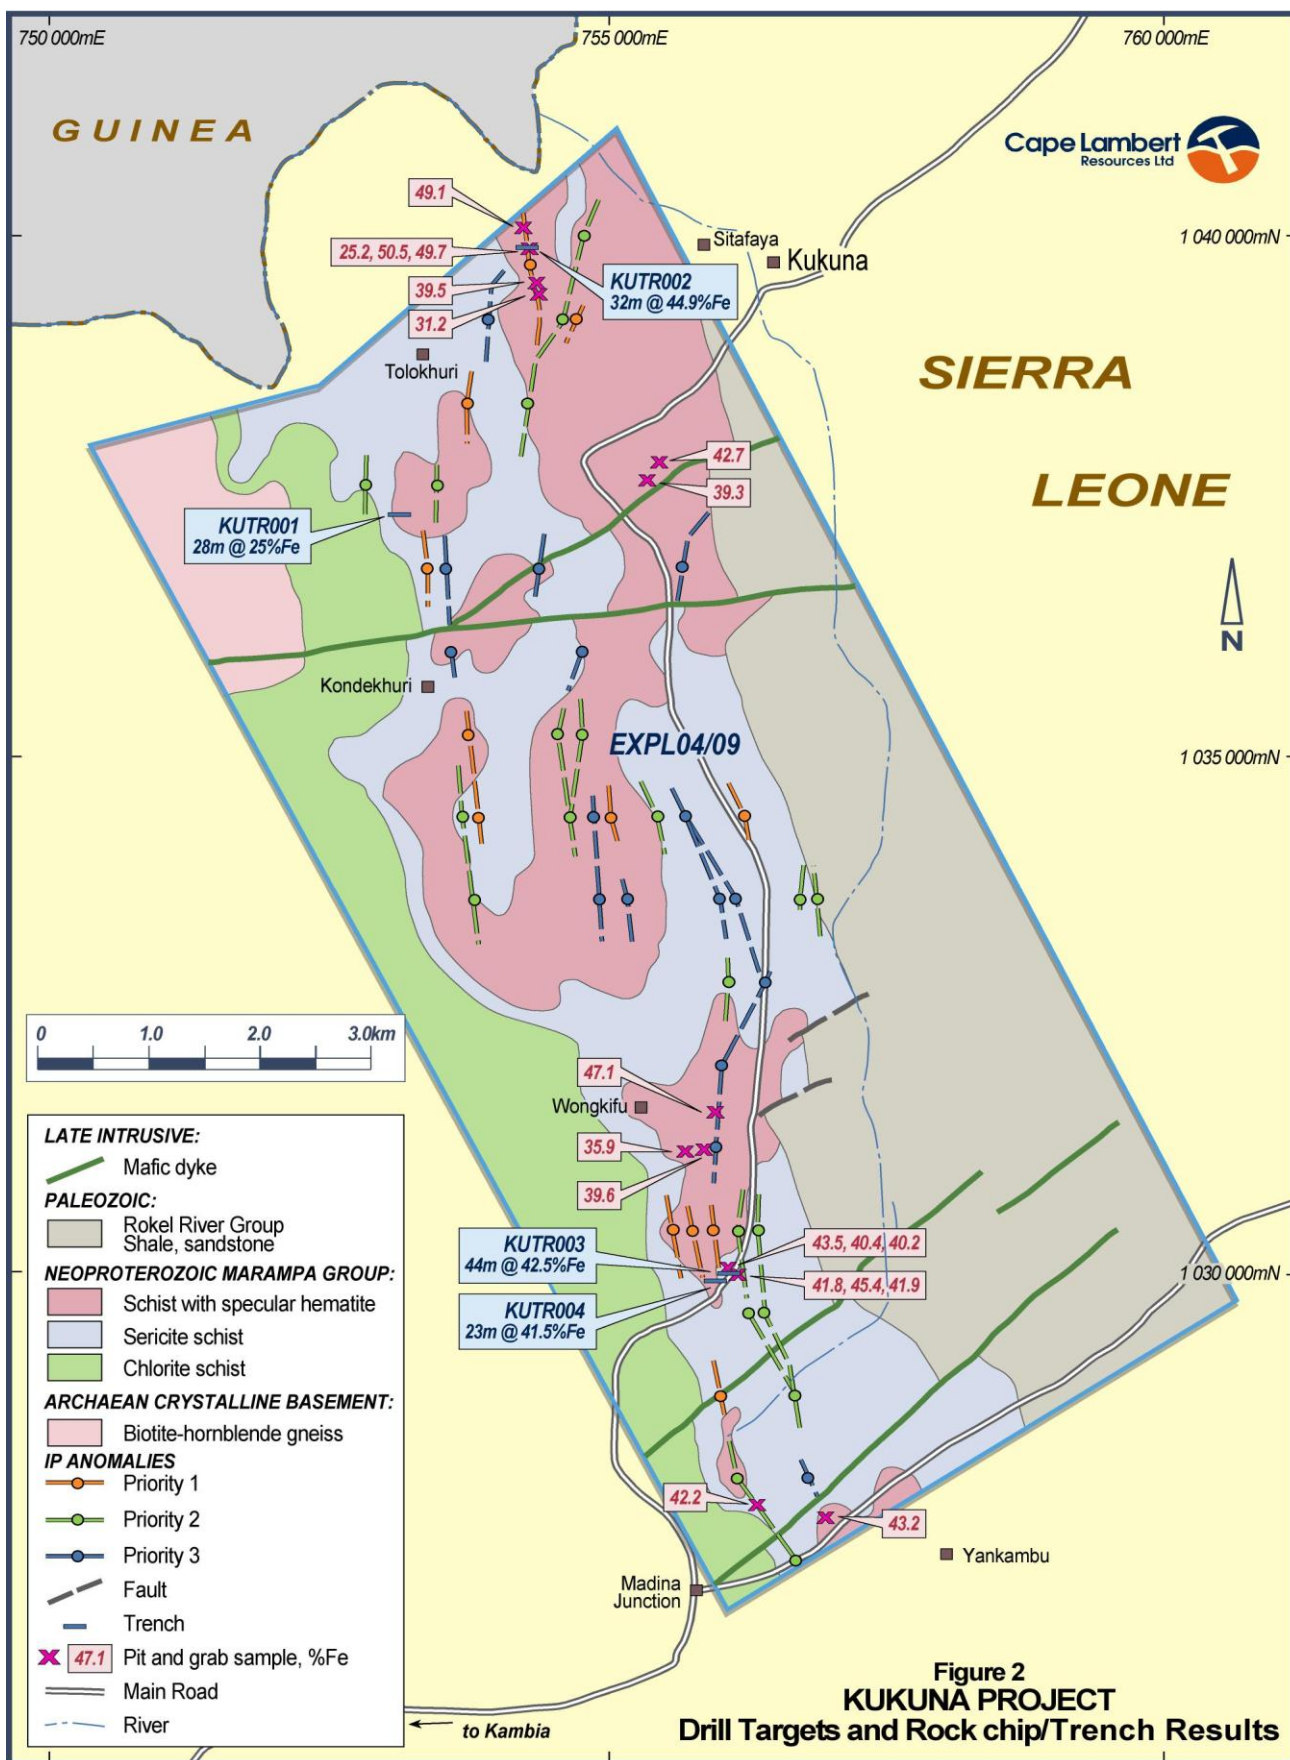 750 000mE
755 000mE
760 000mE
GUINEA
Cape Lambert
Resources Ltd
49.1
25.2, 50.5, 49.7
39.5
31.2
KUTR002
32m @ 44.9%Fe
Sitafaya
Kukuna
1 040 000mN
Tolokhuri
SIERRA
LEONE
42.7
39.3
KUTR001
28m @ 25%Fe
N
Kondekhuri
EXPL04/09
1 035 000mN
0 1.0 2.0 3.0km
47.1
Wongkifu
35.9
39.6
KUTR003
44m @ 42.5%Fe
KUTR004
23m @ 41.5%Fe
43.5, 40.4, 40.2
41.8, 45.4, 41.9
1 030 000mN
42.2
43.2
Yankambu
Madina
Junction
LATE INTRUSIVE:
Mafic dyke
PALEOZOIC:
Rokel River Group
Shale, sandstone
NEOPROTEROZOIC MARAMPA GROUP:
Schist with specular hematite
Sericite schist
Chlorite schist
ARCHAEAN CRYSTALLINE BASEMENT:
Biotite-hornblende gneiss
IP ANOMALIES
Priority 1
Priority 2
Priority 3
Fault
Trench
47.1 Pit and grab sample, %Fe
Main Road
River
to Kambia
Figure 2
KUKUNA PROJECT
Drill Targets and Rock chip/Trench Results